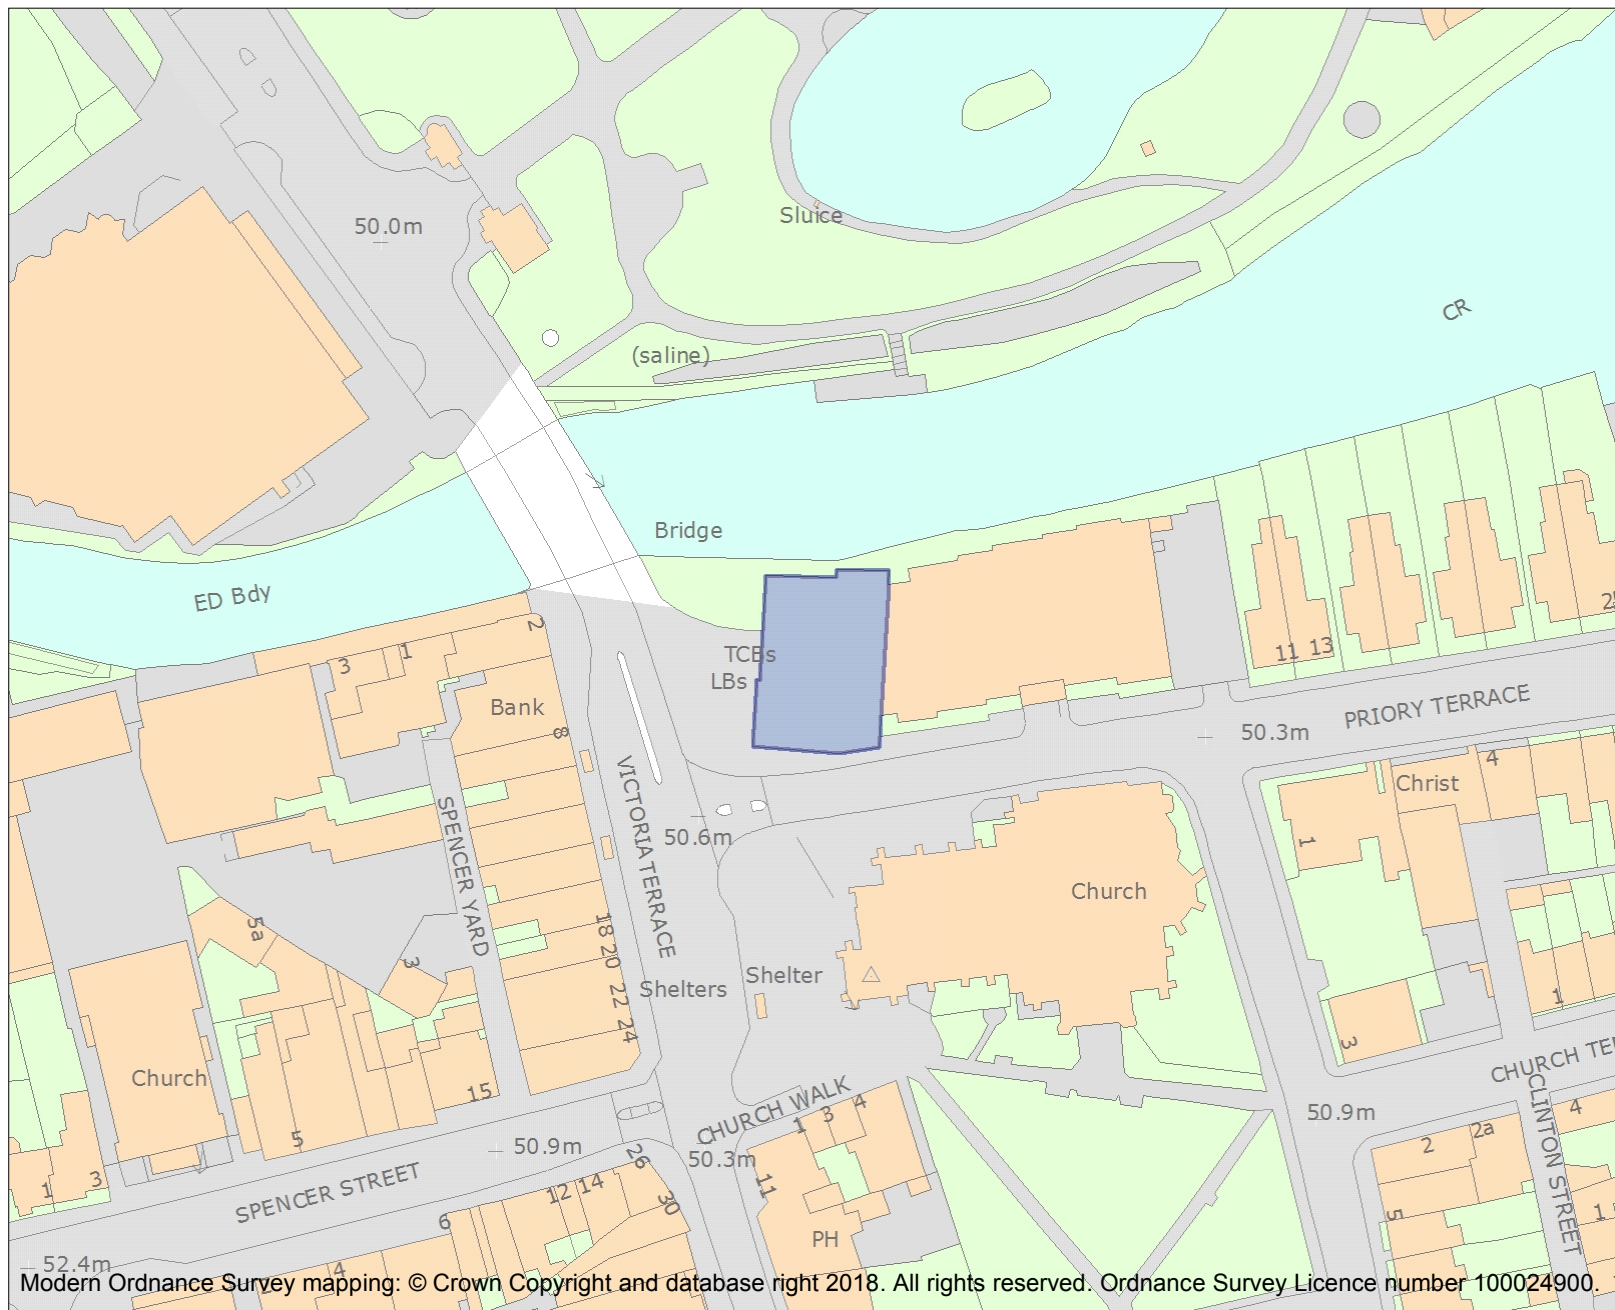 50.0m
Sluice
CR
(saline)
Bridge
ED Bdy
2
3
1
TCBs
LBs
11 13
Bank
8
50.3m
PRIORY TERRACE
VICTORIA TERRACE
SPENCER YARD
50.6m
Christ
4
1
Church
5a
3
18 20 22 24
Shelter
Shelters
1
3
Church
15
5
CHURCH WALK
1 3 4
50.9m
CHURCH TE
CLINTON STREET
4
2
2a
50.9m
50.3m
26
11
30
12 14
6
1
3
SPENCER STREET
5
1
PH
52.4m
4
Modern Ordnance Survey mapping: © Crown Copyright and database right 2018. All rights reserved. Ordnance Survey Licence number 100024900.